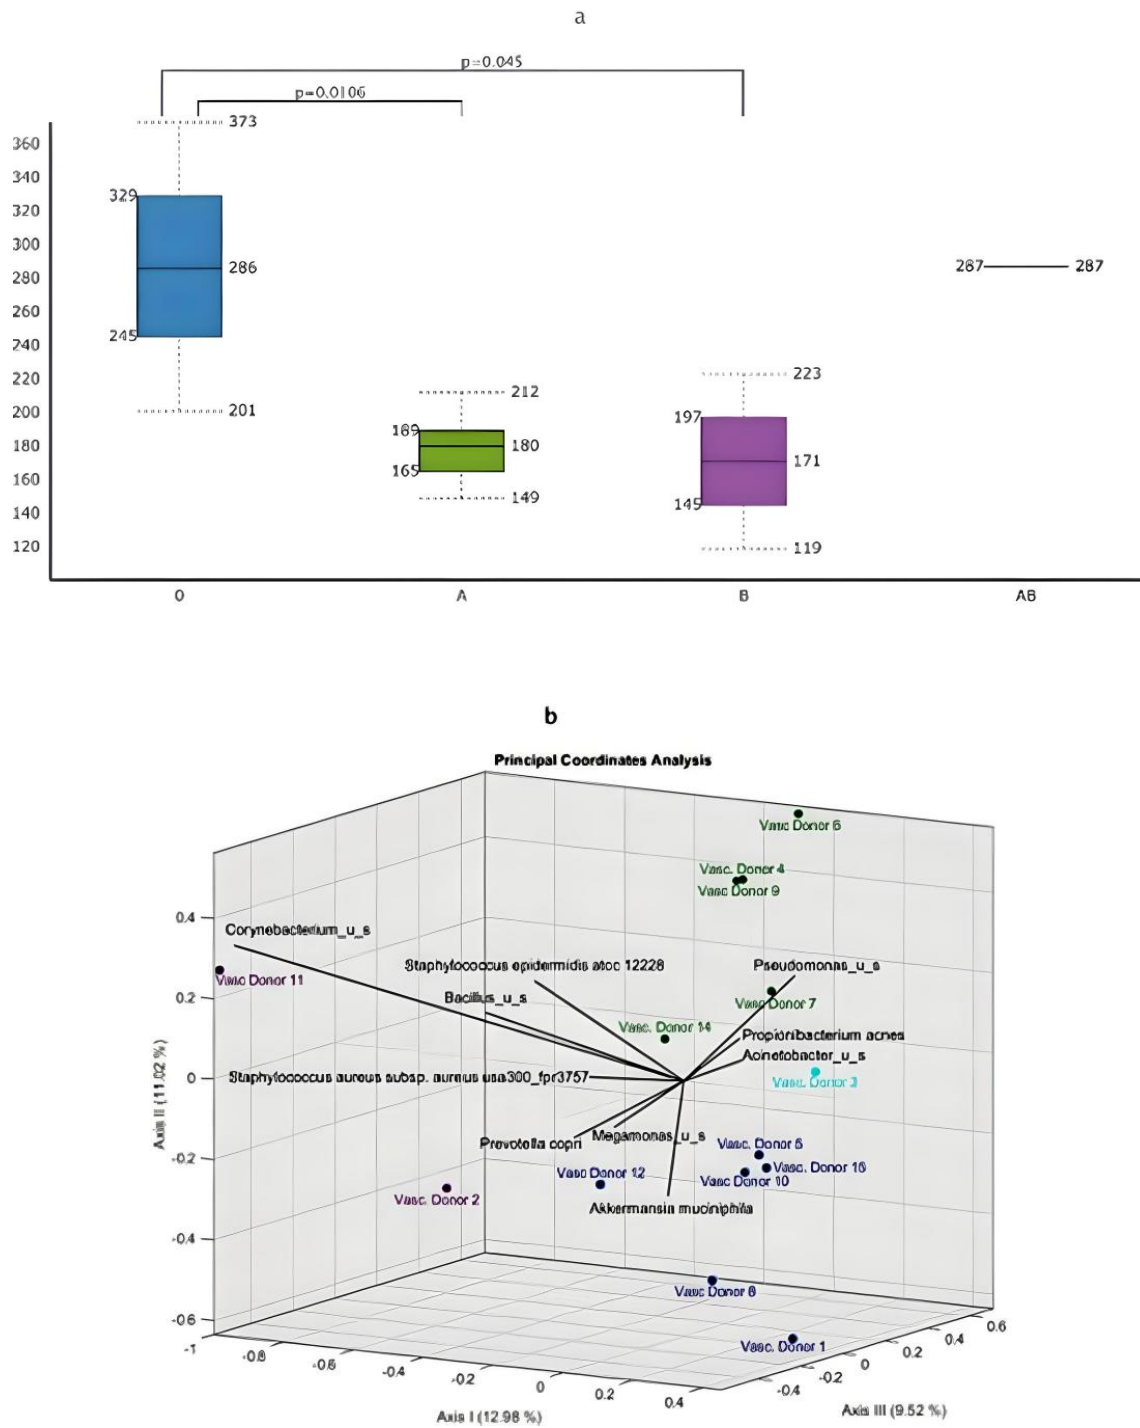 a
p=0.045
p=0.0106
373
360
340
329
320
300
286
287
287
280
260
245
240
220
223
212
201
200
197
189
180
180
171
165
160
149
145
140
120
119
O
A
B
AB
b
Principal Coordinates Analysis
Vasc Donor 6
Vasc. Donor 4
Vasc Donor 9
0.4
Corynebacterium_u_s
Staphylococcus epidermidis atcc 12228
Pseudomonas_u_s
Vasc Donor 11
Bacillus_u_s
0.2
Vasc Donor 7
Vasc. Donor 14
Propionibacterium acnes
Acinetobacter_u_s
0
Staphylococcus aureus subsp. aureus usa300_fpr3757
Vasc. Donor 3
Axis II (11.02 %)
Prevotella copri
Megamonas_u_s
-0.2
Vasc. Donor 5
Vasc Donor 12
Vasc. Donor 10
Vasc. Donor 2
Akkermansia muciniphila
-0.4
Vasc Donor 8
-0.6
Vasc. Donor 1
-1
-0.8
-0.6
-0.4
-0.2
0
0.2
0.4
Axis I (12.98 %)
-0.4
-0.2
0
0.2
0.4
0.6
Axis III (9.52 %)